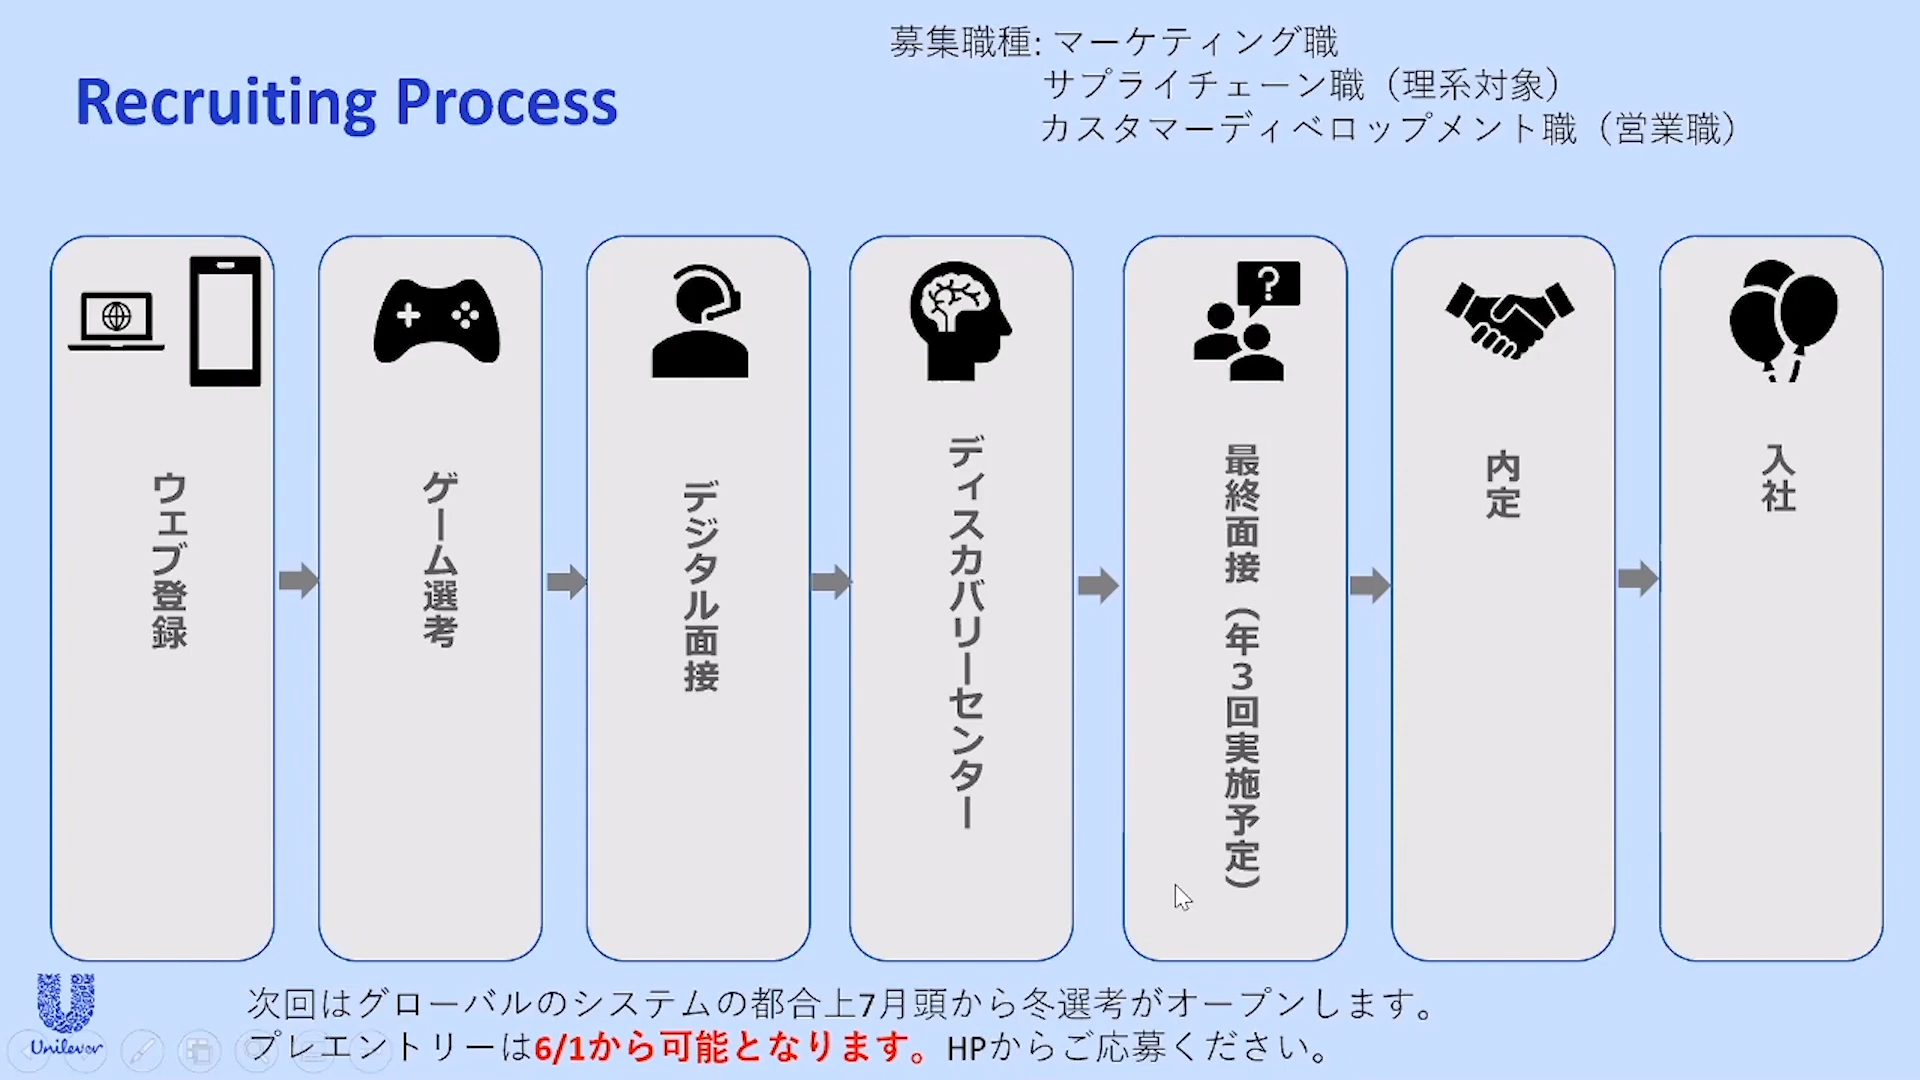 Recruiting Process
募集職種: マーケティング職
サプライチェーン職（理系対象）
カスタマーディベロップメント職（営業職）
ウェブ登録
ゲーム選考
デジタル面接
ディスカバリーセンター
最終面接（年３回実施予定）
内定
入社
次回はグローバルのシステムの都合上7月頭から冬選考がオープンします。
プレエントリーは6/1から可能となります。HPからご応募ください。
Unilever